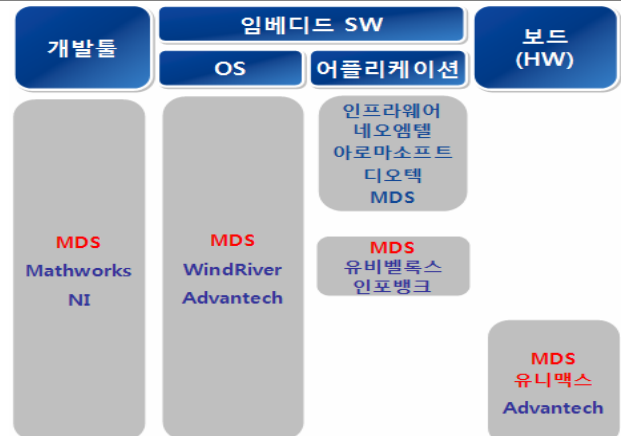 개발툴
임베디드 SW
OS
어플리케이션
보드
(HW)
MDS
Mathworks
NI
MDS
WindRiver
Advantech
인프라웨어
네오엠텔
아로마소프트
디오텍
MDS
MDS
유비벨록스
인포뱅크
MDS
유니맥스
Advantech